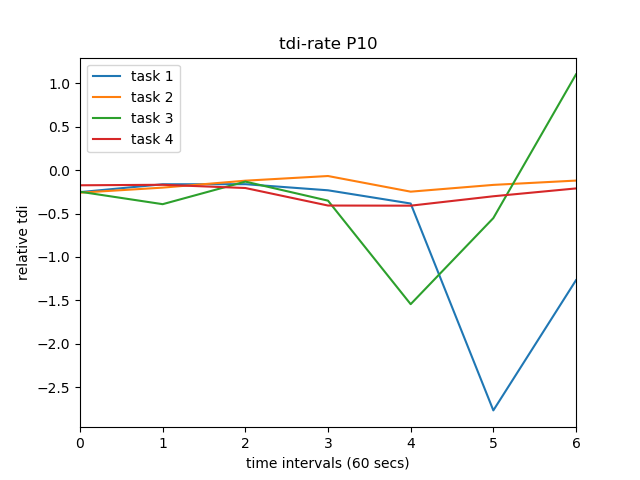 tdi-rate P10
task 1
task 2
task 3
task 4
1.0
0.5
0.0
−0.5
−1.0
−1.5
−2.0
−2.5
relative tdi
0 1 2 3 4 5 6
time intervals (60 secs)